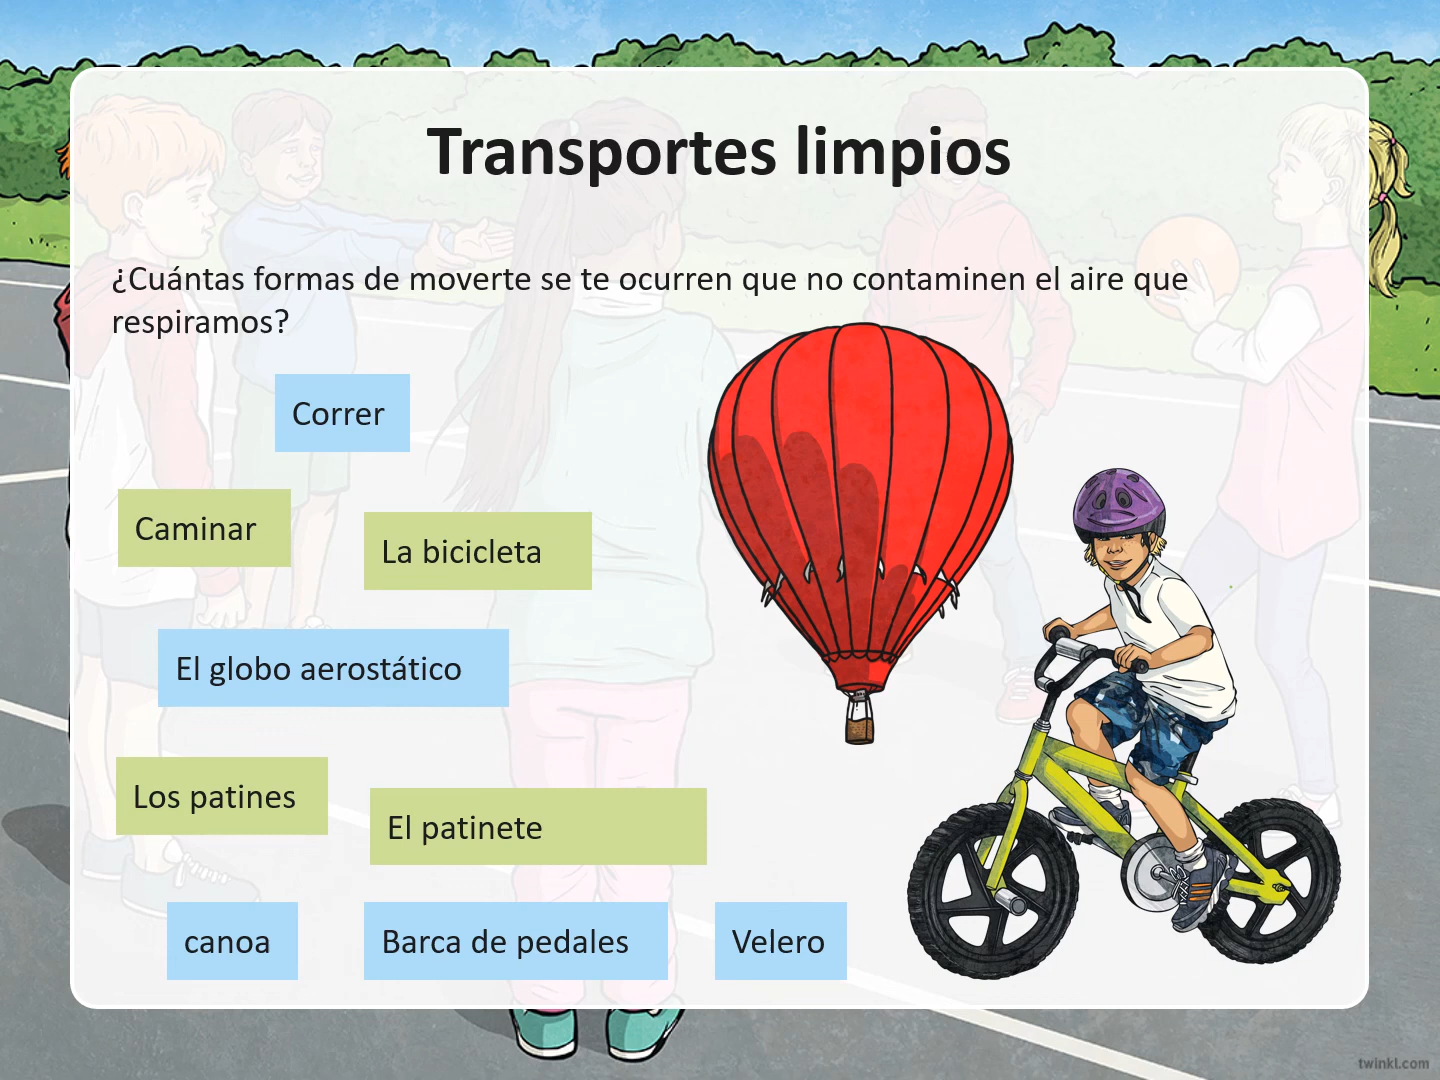 Transportes limpios
¿Cuántas formas de moverte se te ocurren que no contaminen el aire que
respiramos?
Correr
Caminar
La bicicleta
El globo aerostático
Los patines
El patinete
canoa
Barca de pedales
Velero
twinkl.com